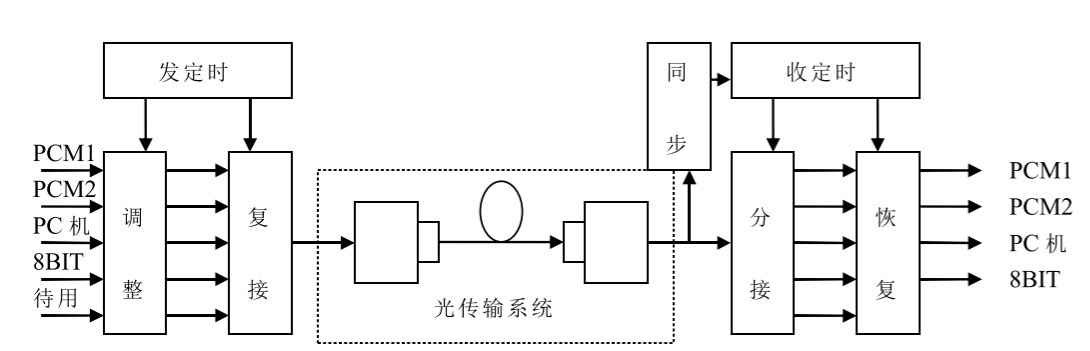 发定时
同步
收定时
PCM1
PCM2
PC 机
8BIT
待用
调整
复接
光传输系统
分接
恢复
PCM1
PCM2
PC 机
8BIT